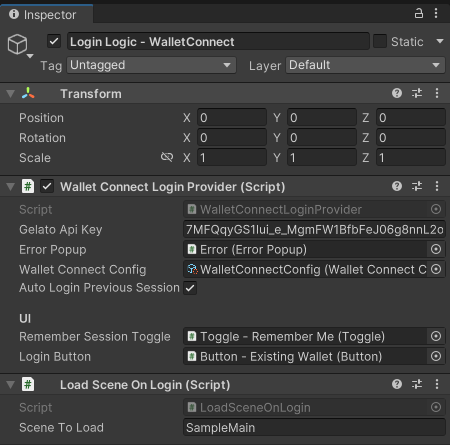 Inspector
Login Logic - WalletConnect Static
Tag Untagged Layer Default
Transform
Position X 0 Y 0 Z 0
Rotation X 0 Y 0 Z 0
Scale X 1 Y 1 Z 1
Wallet Connect Login Provider (Script)
Script WalletConnectLoginProvider
Gelato Api Key
Error Popup Error (Error Popup)
Wallet Connect Config WalletConnectConfig (Wallet Connect C
Auto Login Previous Session
UI
Remember Session Toggle Toggle - Remember Me (Toggle)
Login Button Button - Existing Wallet (Button)
Load Scene On Login (Script)
Script LoadSceneOnLogin
Scene To Load SampleMain